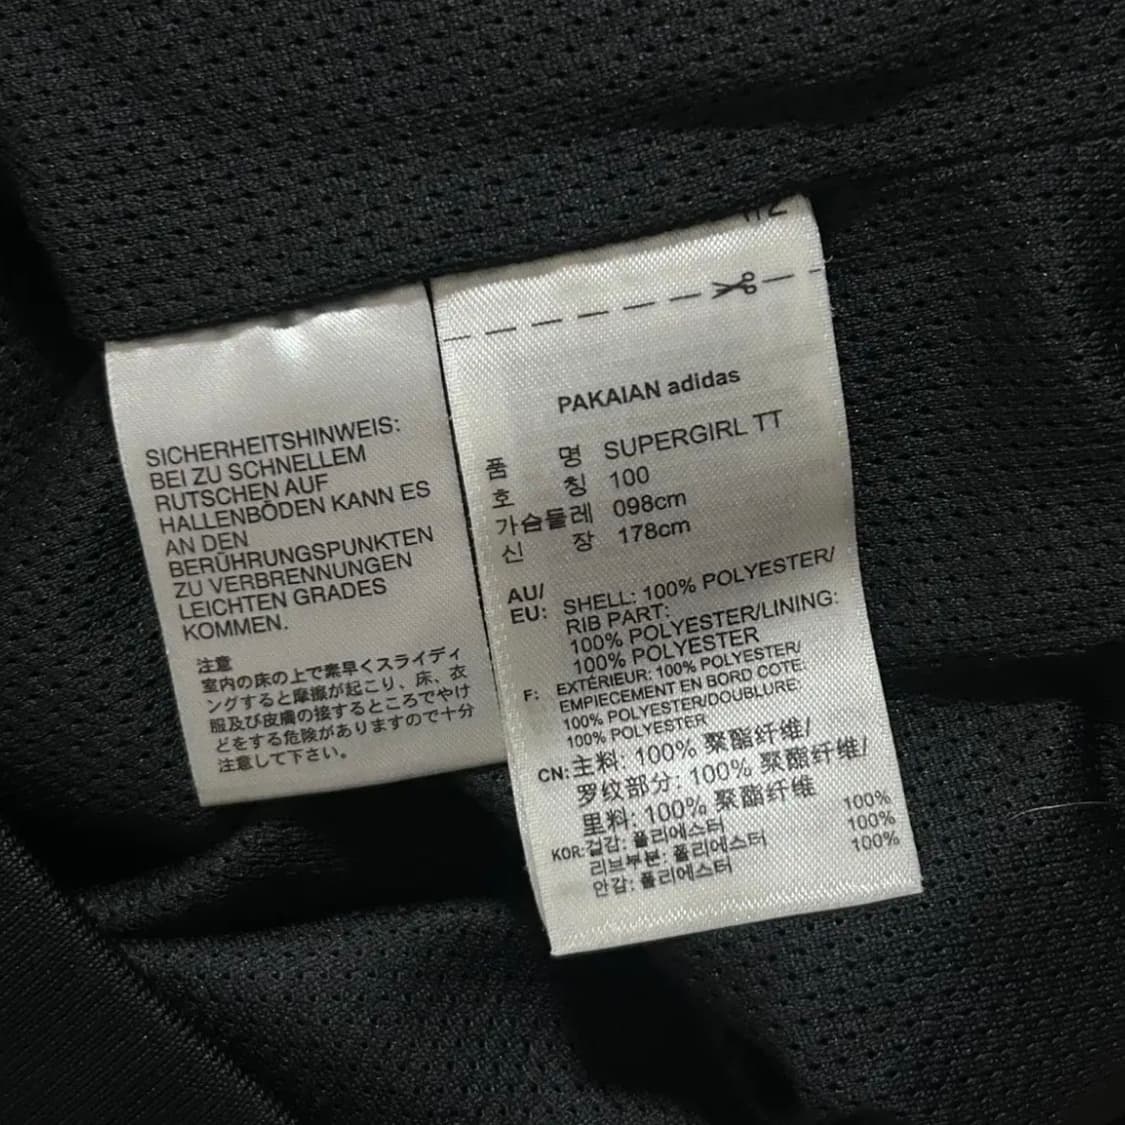 SICHERHEITSHINWEIS:
BEI ZU SCHNELLEM
RUTSCHEN AUF
HALLENBÖDEN KANN ES
AN DEN
BERÜHRUNGSPUNKTEN
ZU VERBRENNUNGEN
LEICHTEN GRADES
KOMMEN.
注意
室内の床の上で素早くスライディ
ングすると摩擦が起こり、床、衣
服及び皮膚の接するところでやけ
どをする危険がありますので十分
注意して下さい。
PAKAIAN adidas
품 명 SUPERGIRL TT
호 칭 100
가슴둘레 098cm
신 장 178cm
AU/
EU: SHELL: 100% POLYESTER/
RIB PART:
100% POLYESTER/LINING:
100% POLYESTER
F: EXTÉRIEUR: 100% POLYESTER/
EMPIECEMENT EN BORD COTE:
100% POLYESTER/DOUBLURE:
100% POLYESTER
CN: 主料: 100% 聚酯纤维/
罗纹部分: 100% 聚酯纤维/
里料: 100% 聚酯纤维
KOR: 겉감: 폴리에스터 100%
리브부분: 폴리에스터 100%
안감: 폴리에스터 100%